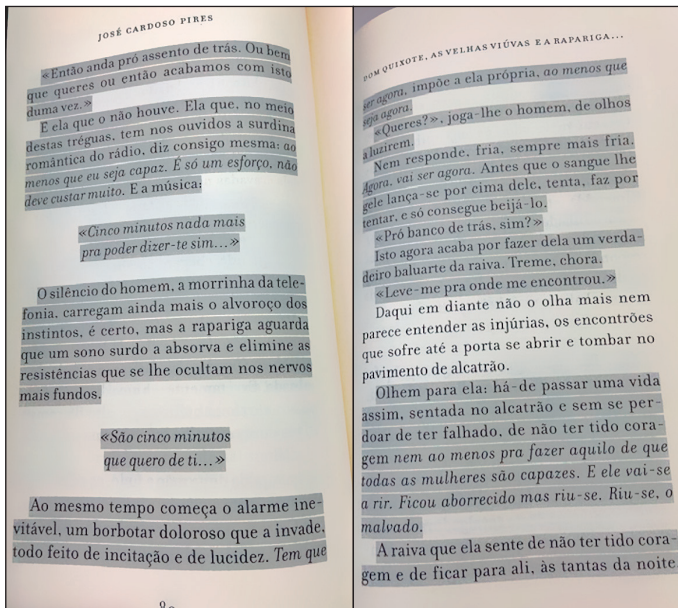 JOSÉ CARDOSO PIRES
«Então anda pró assento de trás. Ou bem
que queres ou então acabamos com isto
duma vez.»
E ela que o não houve. Ela que, no meio
destas tréguas, tem nos ouvidos a surdina
romântica do rádio, diz consigo mesma: ao
menos que eu seja capaz. É só um esforço, não
deve custar muito. E a música:
«Cinco minutos nada mais
pra poder dizer-te sim...»
O silêncio do homem, a morrinha da tele-
fonia, carregam ainda mais o alvoroço dos
instintos, é certo, mas a rapariga aguarda
que um sono surdo a absorva e elimine as
resistências que se lhe ocultam nos nervos
mais fundos.
«São cinco minutos
que quero de ti...»
Ao mesmo tempo começa o alarme ine-
vitável, um borbotar doloroso que a invade,
todo feito de incitação e de lucidez. Tem que
DOM QUIXOTE, AS VELHAS VIÚVAS E A RAPARIGA...
ser agora, impõe a ela própria, ao menos que
seja agora.
«Queres?», joga-lhe o homem, de olhos
a luzirem.
Nem responde, fria, sempre mais fria.
Agora, vai ser agora. Antes que o sangue lhe
gele lança-se por cima dele, tenta, faz por
tentar, e só consegue beijá-lo.
«Pró banco de trás, sim?»
Isto agora acaba por fazer dela um verda-
deiro baluarte da raiva. Treme, chora.
«Leve-me pra onde me encontrou.»
Daqui em diante não o olha mais nem
parece entender as injúrias, os encontrões
que sofre até a porta se abrir e tombar no
pavimento de alcatrão.
Olhem para ela: há-de passar uma vida
assim, sentada no alcatrão e sem se per-
doar de ter falhado, de não ter tido cora-
gem nem ao menos pra fazer aquilo de que
todas as mulheres são capazes. E ele vai-se
a rir. Ficou aborrecido mas riu-se. Riu-se, o
malvado.
A raiva que ela sente de não ter tido cora-
gem e de ficar para ali, às tantas da noite